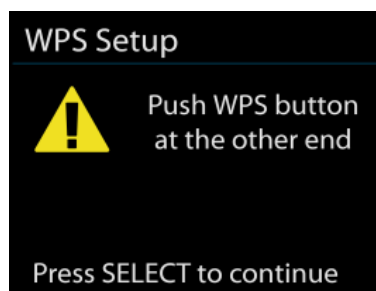 WPS Setup
Push WPS button
at the other end
Press SELECT to continue